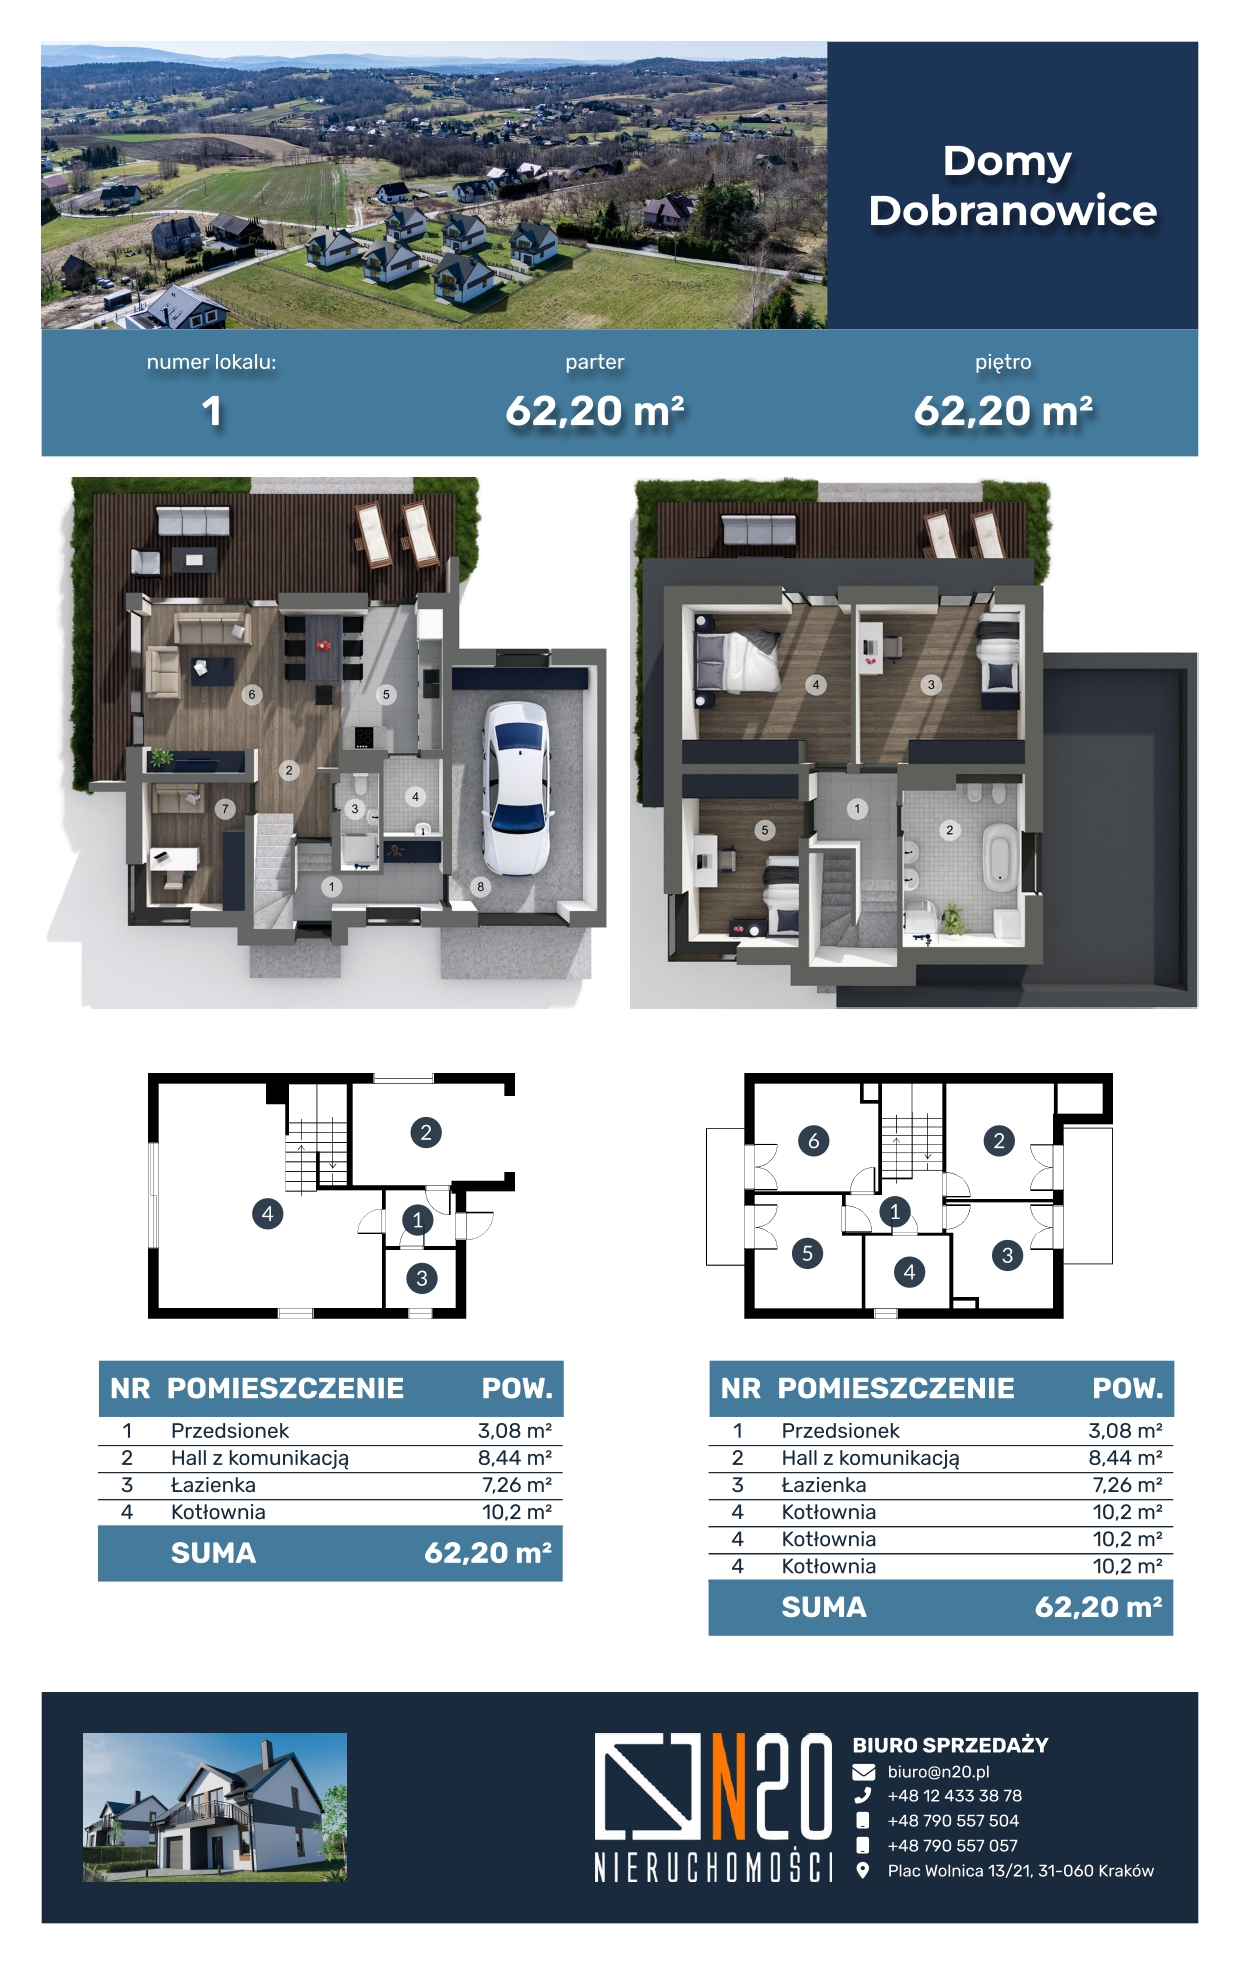 Domy
Dobranowice
numer lokalu:
1
parter
62,20 m²
piętro
62,20 m²
6
5
2
7
3
4
1
8
4
3
5
1
2
2
4
1
3
6
2
1
5
4
3
NR POMIESZCZENIE POW.
1 Przedsionek 3,08 m²
2 Hall z komunikacją 8,44 m²
3 Łazienka 7,26 m²
4 Kotłownia 10,2 m²
SUMA 62,20 m²
NR POMIESZCZENIE POW.
1 Przedsionek 3,08 m²
2 Hall z komunikacją 8,44 m²
3 Łazienka 7,26 m²
4 Kotłownia 10,2 m²
4 Kotłownia 10,2 m²
4 Kotłownia 10,2 m²
SUMA 62,20 m²
N20
NIERUCHOMOŚCI
BIURO SPRZEDAŻY
biuro@n20.pl
+48 12 433 38 78
+48 790 557 504
+48 790 557 057
Plac Wolnica 13/21, 31-060 Kraków